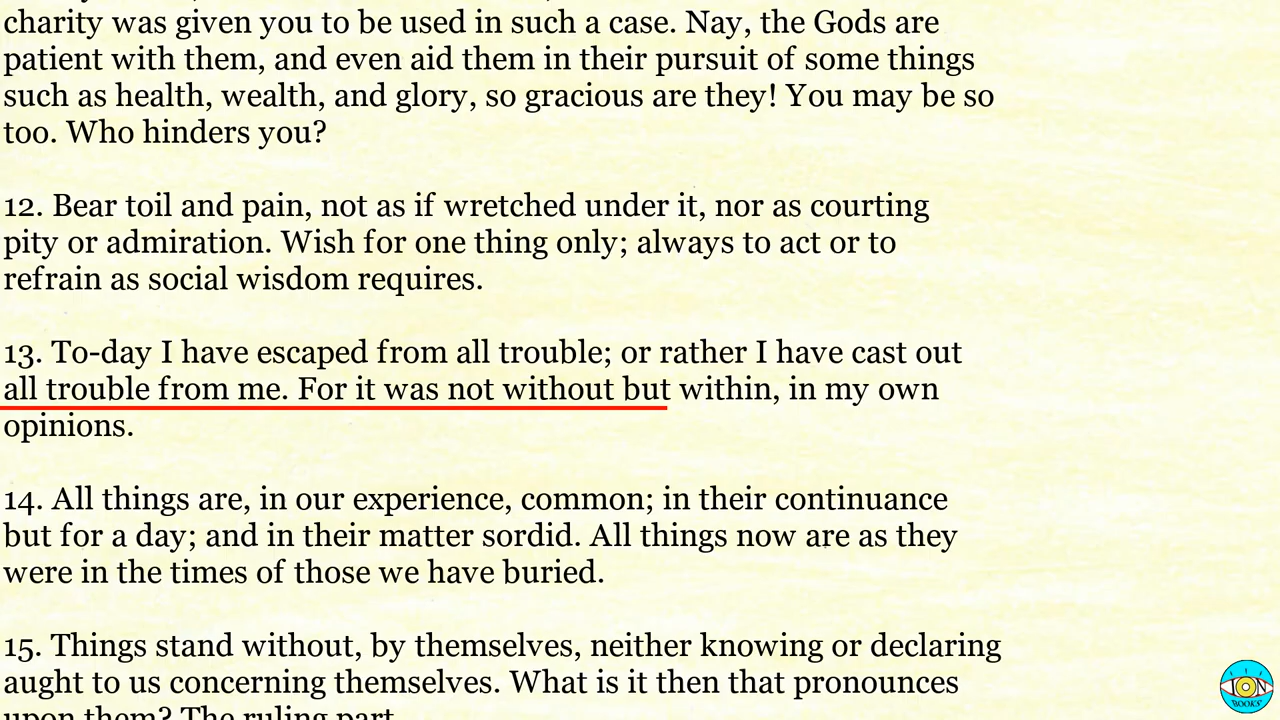 charity was given you to be used in such a case. Nay, the Gods are
patient with them, and even aid them in their pursuit of some things
such as health, wealth, and glory, so gracious are they! You may be so
too. Who hinders you?
12. Bear toil and pain, not as if wretched under it, nor as courting
pity or admiration. Wish for one thing only; always to act or to
refrain as social wisdom requires.
13. To-day I have escaped from all trouble; or rather I have cast out
all trouble from me. For it was not without but within, in my own
opinions.
14. All things are, in our experience, common; in their continuance
but for a day; and in their matter sordid. All things now are as they
were in the times of those we have buried.
15. Things stand without, by themselves, neither knowing or declaring
aught to us concerning themselves. What is it then that pronounces
upon them? The ruling part.
ION
BOOKS